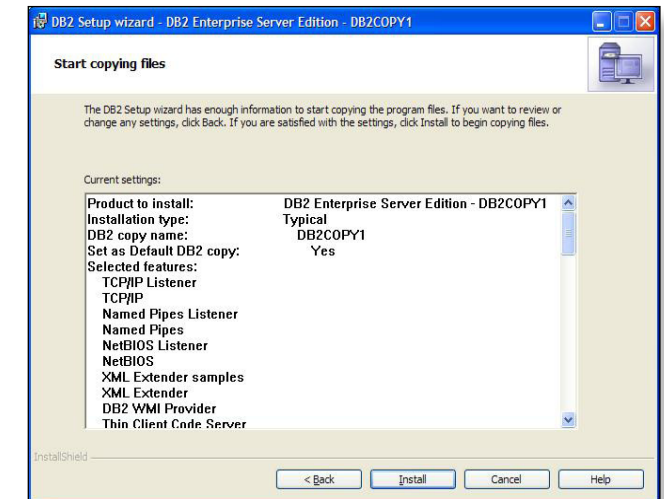 DB2 Setup wizard - DB2 Enterprise Server Edition - DB2COPY1
Start copying files
The DB2 Setup wizard has enough information to start copying the program files. If you want to review or
change any settings, click Back. If you are satisfied with the settings, click Install to begin copying files.
Current settings:
Product to install: DB2 Enterprise Server Edition - DB2COPY1
Installation type: Typical
DB2 copy name: DB2COPY1
Set as Default DB2 copy: Yes
Selected features:
TCP/IP Listener
TCP/IP
Named Pipes Listener
Named Pipes
NetBIOS Listener
NetBIOS
XML Extender samples
XML Extender
DB2 WMI Provider
Thin Client Code Server
InstallShield
< Back Install Cancel Help